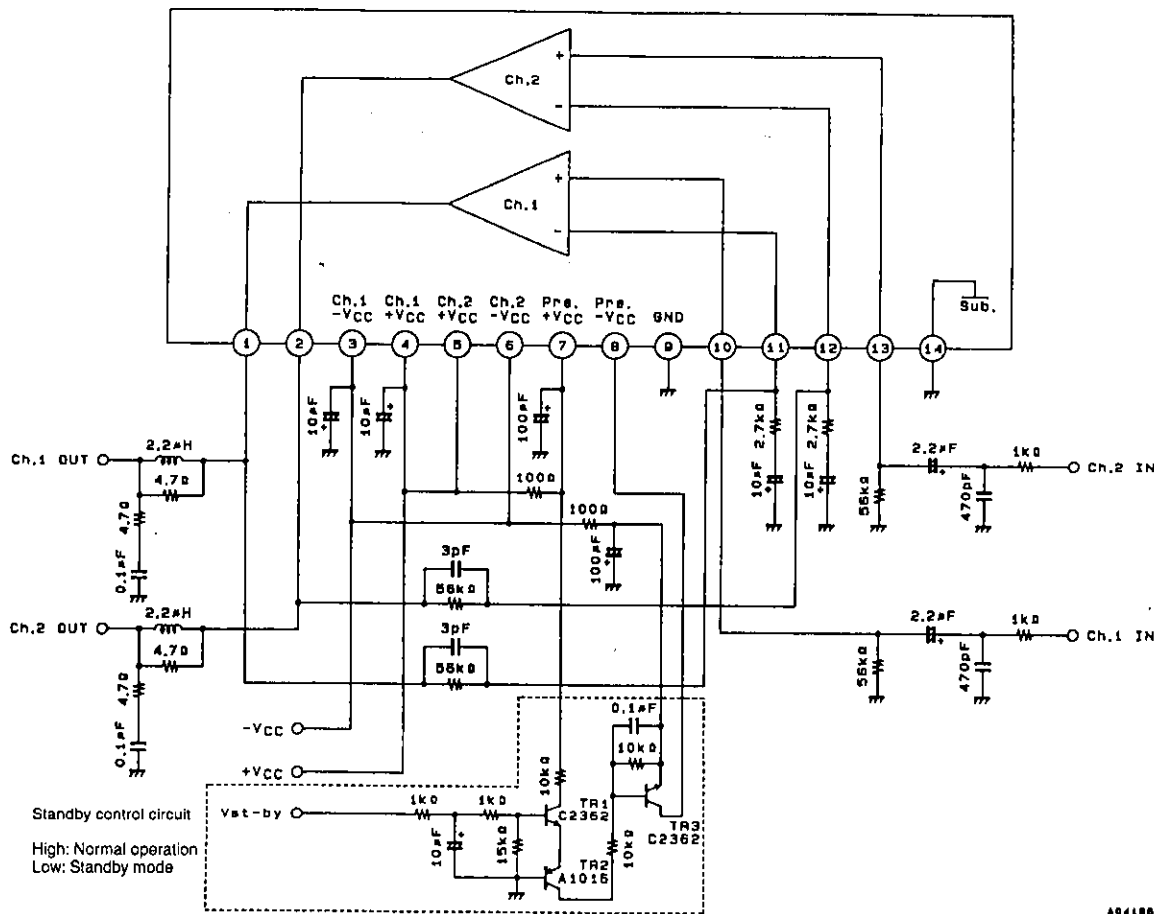 Ch.2
+
-
Ch.1
+
-
Sub.
Ch.1 Ch.1 Ch.2 Ch.2 Pre. Pre.
-VCC +VCC +VCC -VCC +VCC -VCC GND
1 2 3 4 5 6 7 8 9 10 11 12 13 14
10μF
10μF
100μF
2.7kΩ
2.7kΩ
10μF
10μF
2.2μH
Ch.1 OUT
4.7Ω
4.7Ω
0.1μF
100Ω
100Ω
100μF
2.2μF
1kΩ
Ch.2 IN
56kΩ
470pF
3pF
56kΩ
2.2μH
Ch.2 OUT
4.7Ω
4.7Ω
0.1μF
3pF
56kΩ
2.2μF
1kΩ
Ch.1 IN
56kΩ
470pF
-VCC
+VCC
0.1μF
10kΩ
10kΩ
TR3
C2362
Standby control circuit
Vst-by
1kΩ
1kΩ
TR1
C2362
High: Normal operation
Low: Standby mode
10μF
15kΩ
TR2
A1015
10kΩ